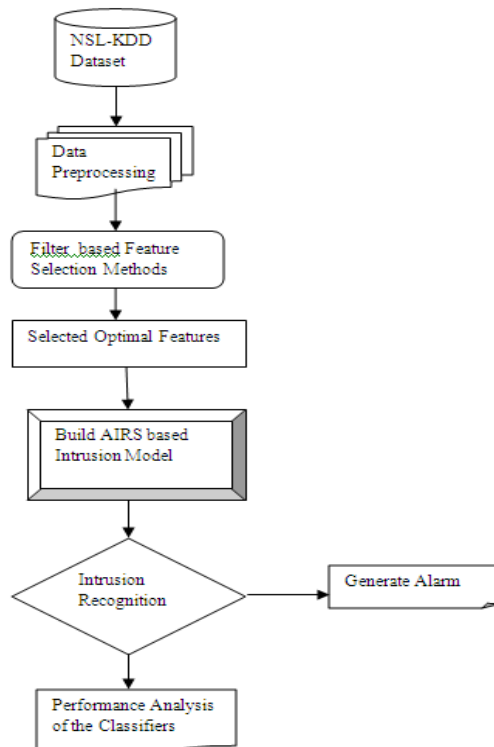 NSL-KDD
Dataset
Data
Preprocessing
Filter based Feature
Selection Methods
Selected Optimal Features
Build AIRS based
Intrusion Model
Intrusion
Recognition
Generate Alarm
Performance Analysis
of the Classifiers